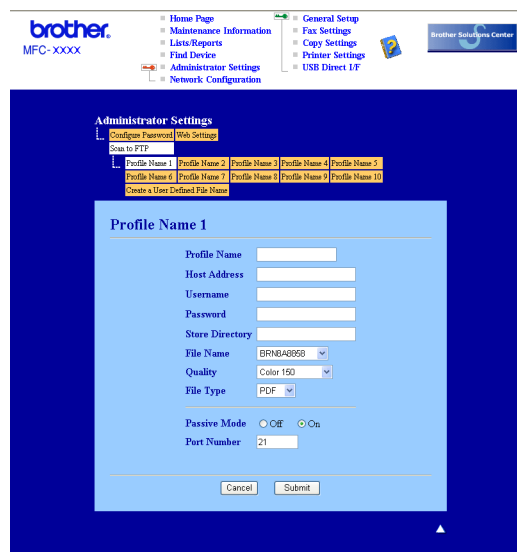 brother®
MFC- XXXX
Home Page
Maintenance Information
Lists/Reports
Find Device
Administrator Settings
Network Configuration
General Setup
Fax Settings
Copy Settings
Printer Settings
USB Direct I/F
Brother Solutions Center
Administrator Settings
Configure Password Web Settings
Scan to FTP
Profile Name 1 Profile Name 2 Profile Name 3 Profile Name 4 Profile Name 5
Profile Name 6 Profile Name 7 Profile Name 8 Profile Name 9 Profile Name 10
Create a User Defined File Name
Profile Name 1
Profile Name
Host Address
Username
Password
Store Directory
File Name BRN8A8858
Quality Color 150
File Type PDF
Passive Mode Off On
Port Number 21
Cancel Submit